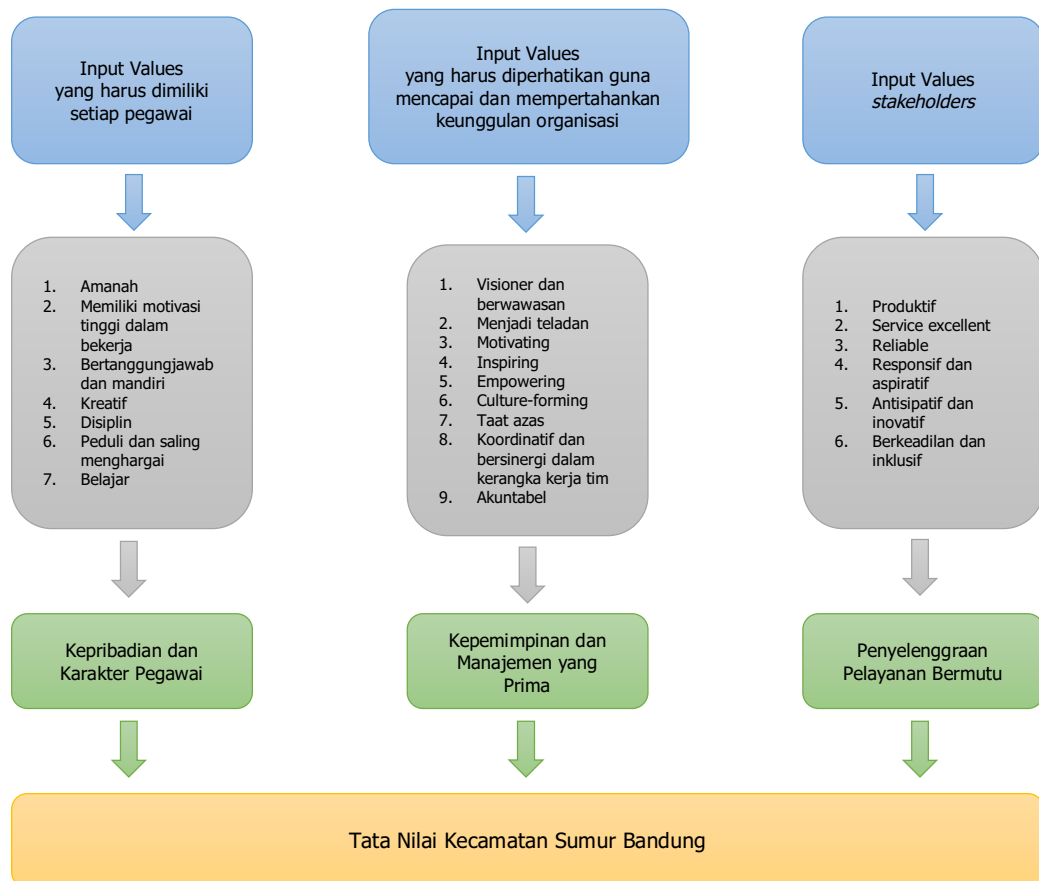 Input Values
yang harus dimiliki
setiap pegawai
Input Values
yang harus diperhatikan guna
mencapai dan mempertahankan
keunggulan organisasi
Input Values
stakeholders
1. Amanah
2. Memiliki motivasi
tinggi dalam
bekerja
3. Bertanggungjawab
dan mandiri
4. Kreatif
5. Disiplin
6. Peduli dan saling
menghargai
7. Belajar
1. Visioner dan
berwawasan
2. Menjadi teladan
3. Motivating
4. Inspiring
5. Empowering
6. Culture-forming
7. Taat azas
8. Koordinatif dan
bersinergi dalam
kerangka kerja tim
9. Akuntabel
1. Produktif
2. Service excellent
3. Reliable
4. Responsif dan
aspiratif
5. Antisipatif dan
inovatif
6. Berkeadilan dan
inklusif
Kepribadian dan
Karakter Pegawai
Kepemimpinan dan
Manajemen yang
Prima
Penyelenggraan
Pelayanan Bermutu
Tata Nilai Kecamatan Sumur Bandung